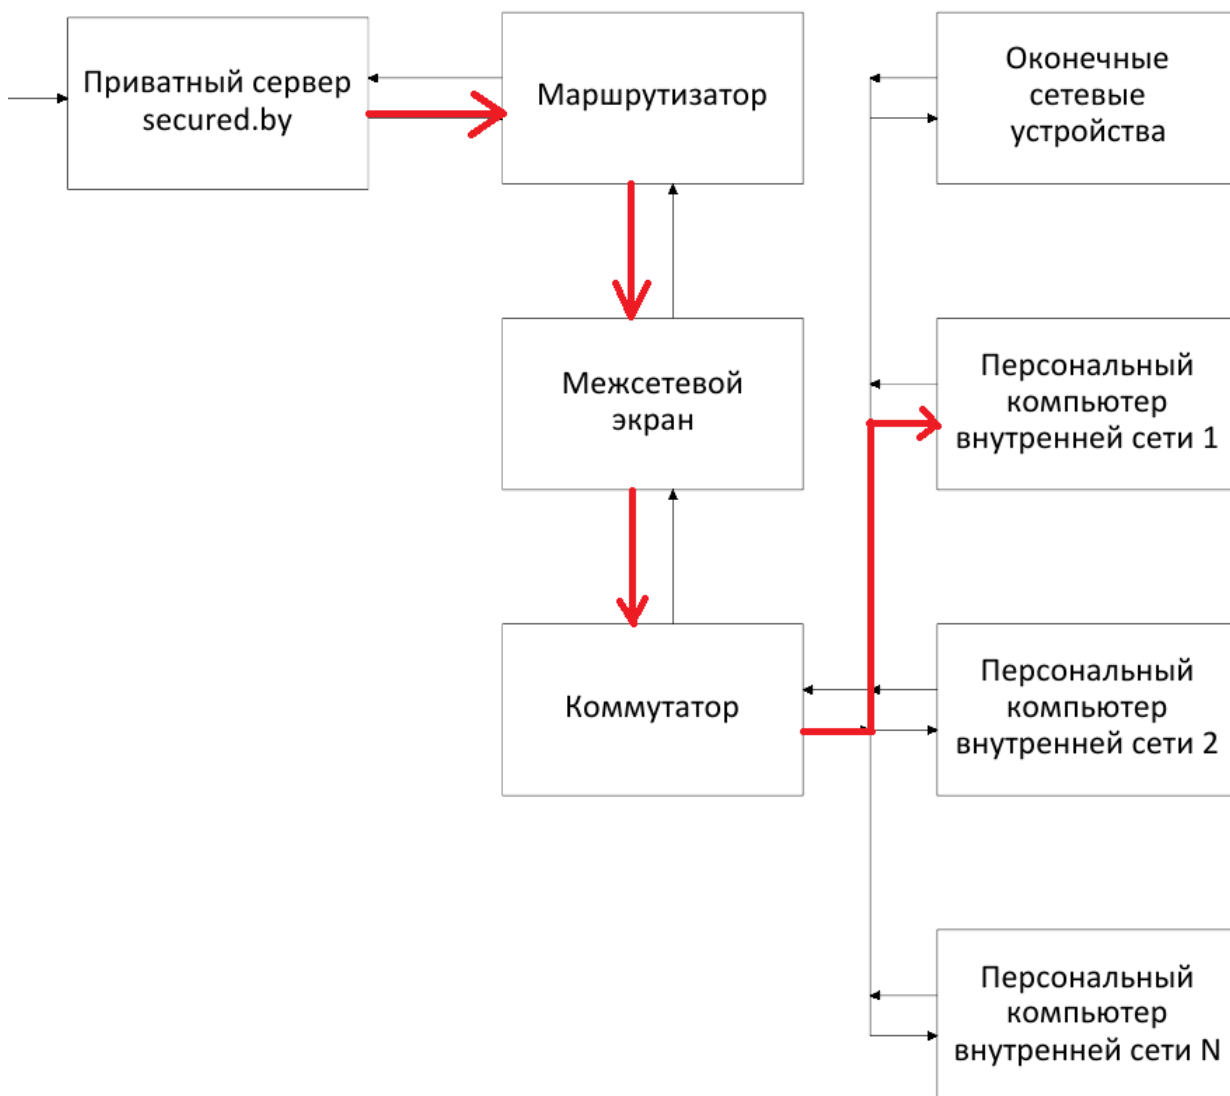 Приватный сервер
secured.by
Маршрутизатор
Оконечные
сетевые
устройства
Межсетевой
экран
Персональный
компьютер
внутренней сети 1
Коммутатор
Персональный
компьютер
внутренней сети 2
Персональный
компьютер
внутренней сети N